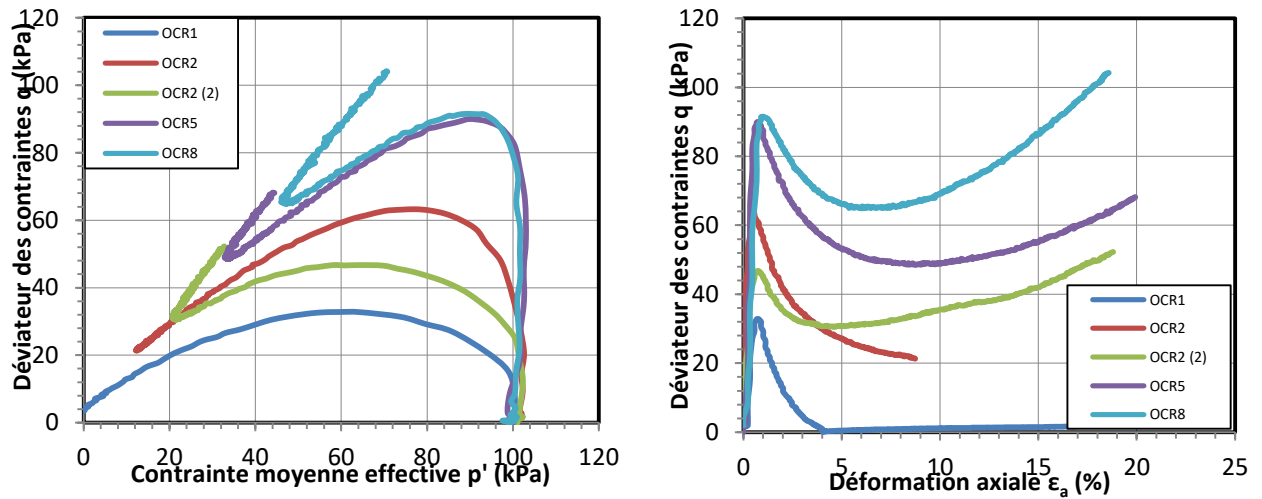 Déviateur des contraintes q (kPa)
120
100
80
60
40
20
0
OCR1
OCR2
OCR2 (2)
OCR5
OCR8
0 20 40 60 80 100 120
Contrainte moyenne effective p' (kPa)
Déviateur des contraintes q (kPa)
120
100
80
60
40
20
0
OCR1
OCR2
OCR2 (2)
OCR5
OCR8
0 5 10 15 20 25
Déformation axiale εa (%)